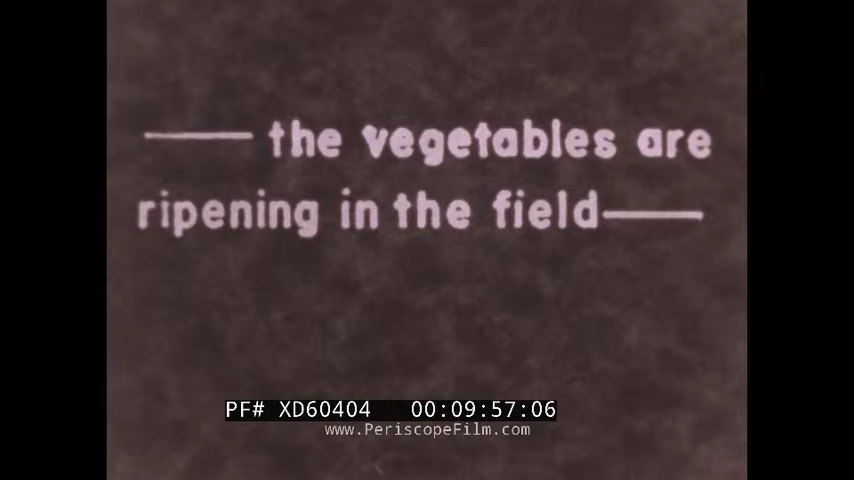 —— the vegetables are
ripening in the field ——
PF# XD60404 00:09:57:06
www.PeriscopeFilm.com